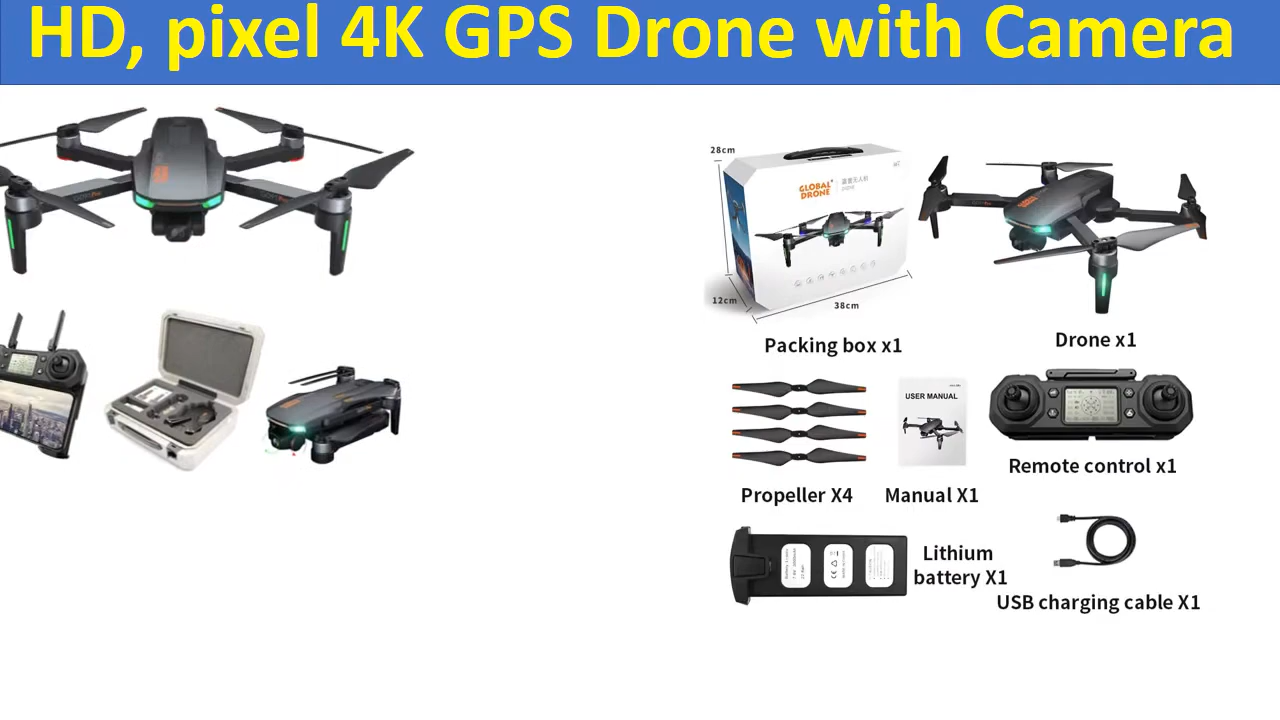 HD, pixel 4K GPS Drone with Camera
28cm
GLOBAL
DRONE
12cm
38cm
Packing box x1
Drone x1
USER MANUAL
Remote control x1
Propeller X4
Manual X1
Lithium
battery X1
USB charging cable X1